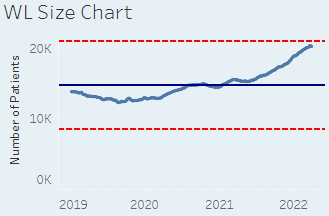 WL Size Chart
Number of Patients
20K
10K
0K
2019 2020 2021 2022